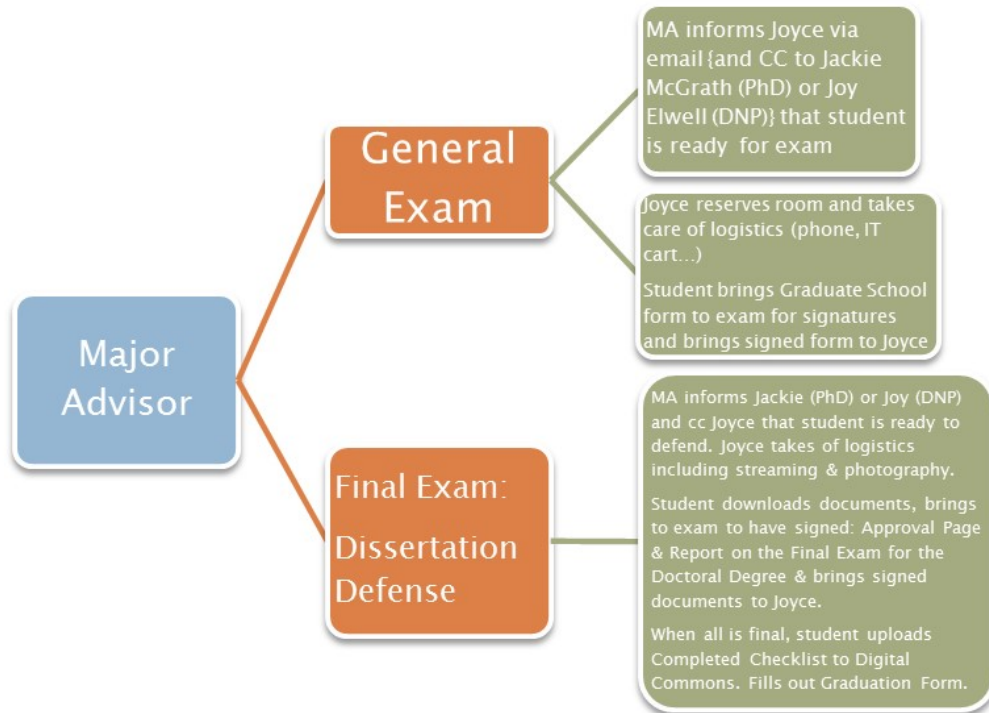 Major
Advisor
General
Exam
MA informs Joyce via
email {and CC to Jackie
McGrath (PhD) or Joy
Elwell (DNP)} that student
is ready for exam
Joyce reserves room and takes
care of logistics (phone, IT
cart...)
Student brings Graduate School
form to exam for signatures
and brings signed form to Joyce
Final Exam:
Dissertation
Defense
MA informs Jackie (PhD) or Joy (DNP)
and cc Joyce that student is ready to
defend. Joyce takes of logistics
including streaming & photography.
Student downloads documents, brings
to exam to have signed: Approval Page
& Report on the Final Exam for the
Doctoral Degree & brings signed
documents to Joyce.
When all is final, student uploads
Completed Checklist to Digital
Commons. Fills out Graduation Form.